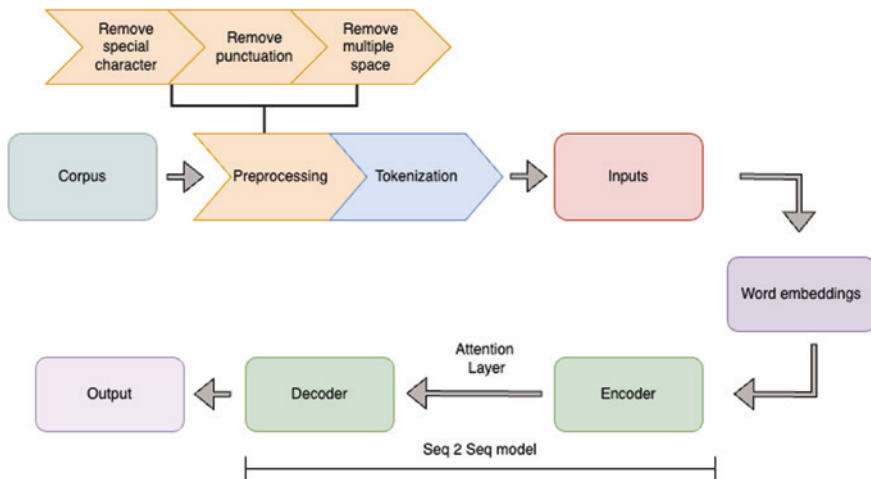 Remove
special
character
Remove
punctuation
Remove
multiple
space
Corpus
Preprocessing
Tokenization
Inputs
Word embeddings
Attention
Layer
Output
Decoder
Encoder
Seq 2 Seq model